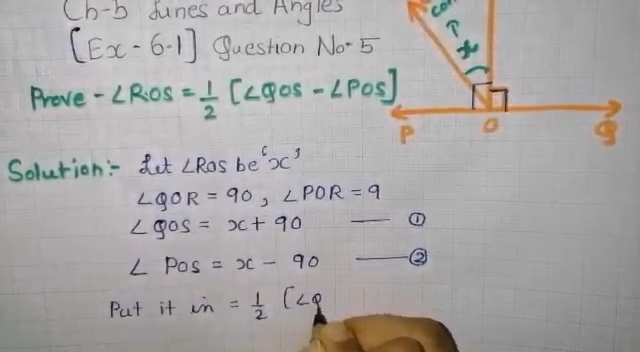 Ch-5 Lines and Angles
[Ex-6.1] Question No-5
Prove - ∠ROS = 1/2 [∠QOS - ∠POS]
x
P O Q
Solution:- Let ∠ROS be 'x'
∠QOR = 90, ∠POR = 9
∠QOS = x + 90 — ①
∠ POS = x - 90 — ②
Put it in = 1/2 [∠Q